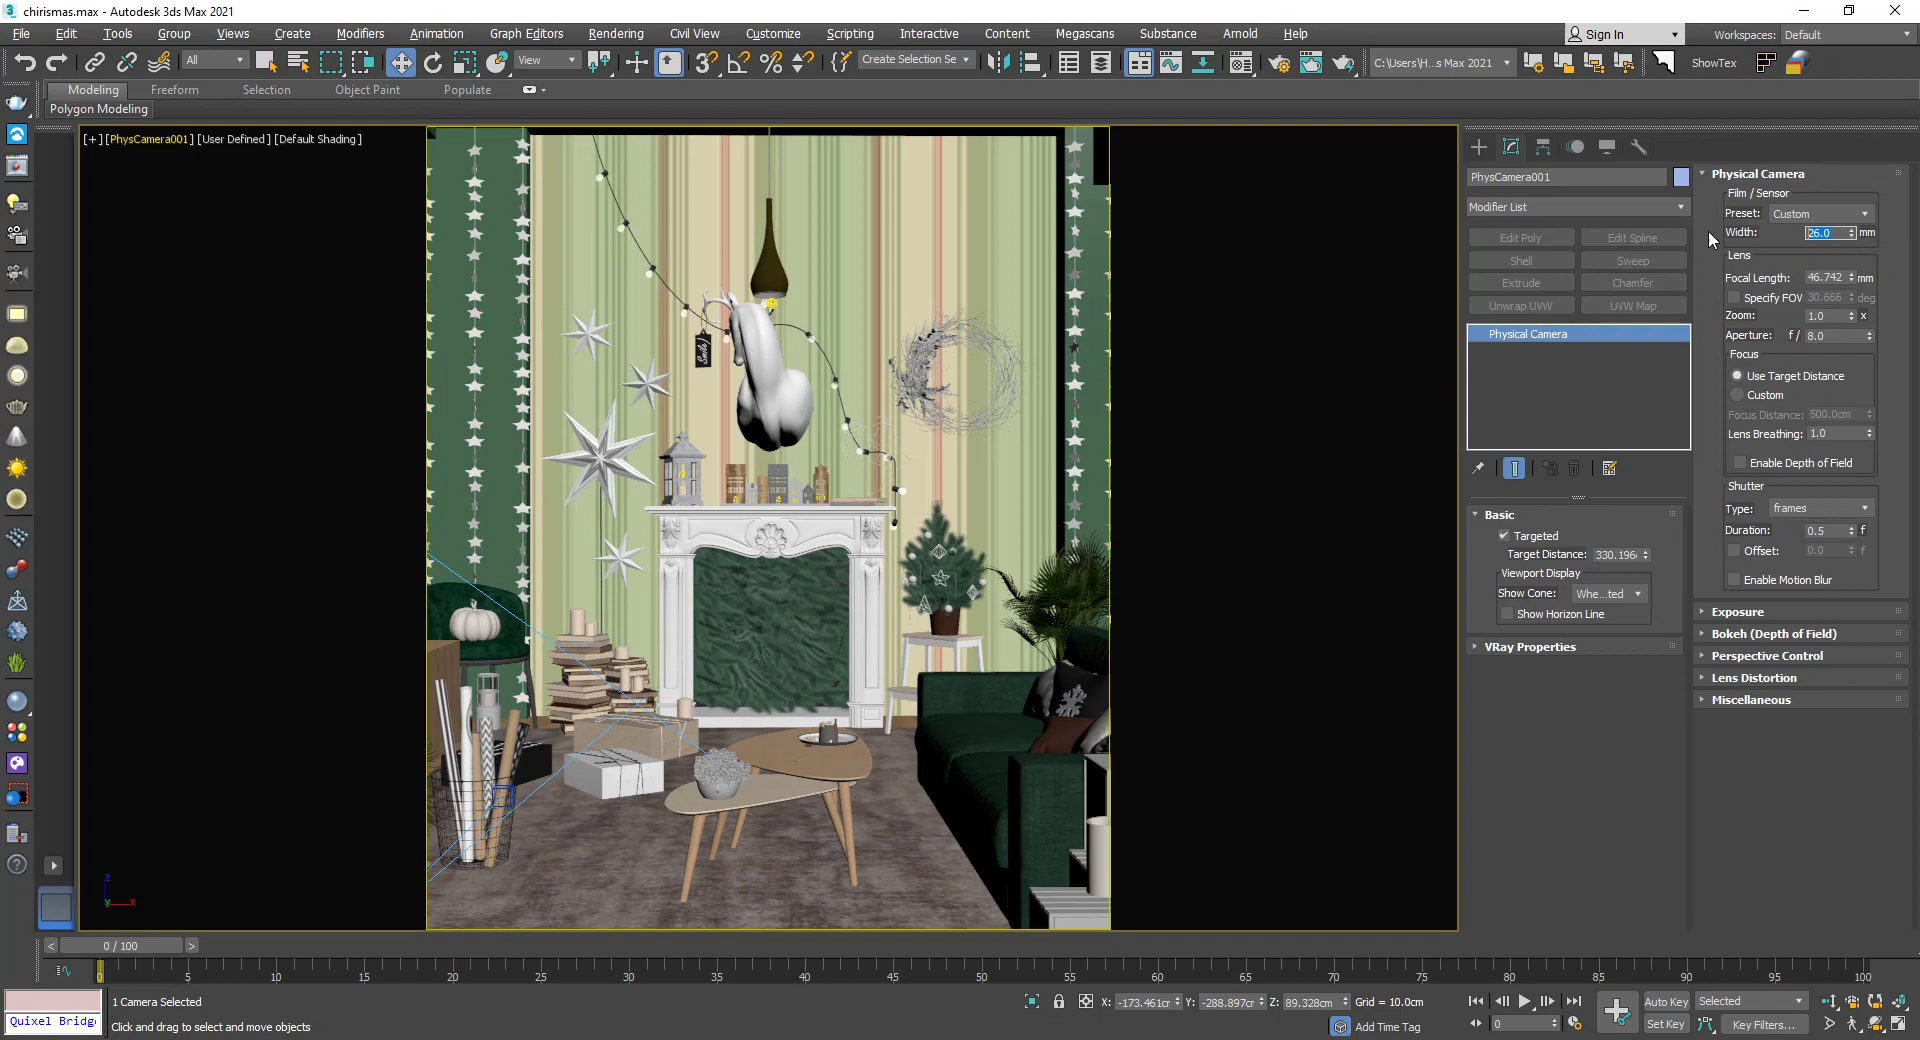 chirismas.max - Autodesk 3ds Max 2021
File Edit Tools Group Views Create Modifiers Animation Graph Editors Rendering Civil View Customize Scripting Interactive Content Megascans Substance Arnold Help Sign In Workspaces: Default
All View Create Selection Se C:\Users\H...s Max 2021 ShowTex
Modeling Freeform Selection Object Paint Populate
Polygon Modeling
[+] [PhysCamera001] [User Defined] [Default Shading]
Smile
PhysCamera001
Modifier List
Edit Poly Edit Spline
Shell Sweep
Extrude Chamfer
Unwrap UVW UVW Map
Physical Camera
Basic
Targeted
Target Distance: 330.196
Viewport Display
Show Cone: Whe...ted
Show Horizon Line
VRay Properties
Physical Camera
Film / Sensor
Preset: Custom
Width: 26.0 mm
Lens
Focal Length: 46.742 mm
Specify FOV 30.666 deg
Zoom: 1.0 x
Aperture: f / 8.0
Focus
Use Target Distance
Custom
Focus Distance: 500.0cm
Lens Breathing: 1.0
Enable Depth of Field
Shutter
Type: frames
Duration: 0.5 f
Offset: 0.0 f
Enable Motion Blur
Exposure
Bokeh (Depth of Field)
Perspective Control
Lens Distortion
Miscellaneous
z
y x
< 0 / 100 >
0 5 10 15 20 25 30 35 40 45 50 55 60 65 70 75 80 85 90 95 100
1 Camera Selected X: -173.461cm Y: -288.897cm Z: 89.328cm Grid = 10.0cm Auto Key Selected
Quixel Bridge Click and drag to select and move objects Add Time Tag 0 Set Key Key Filters...